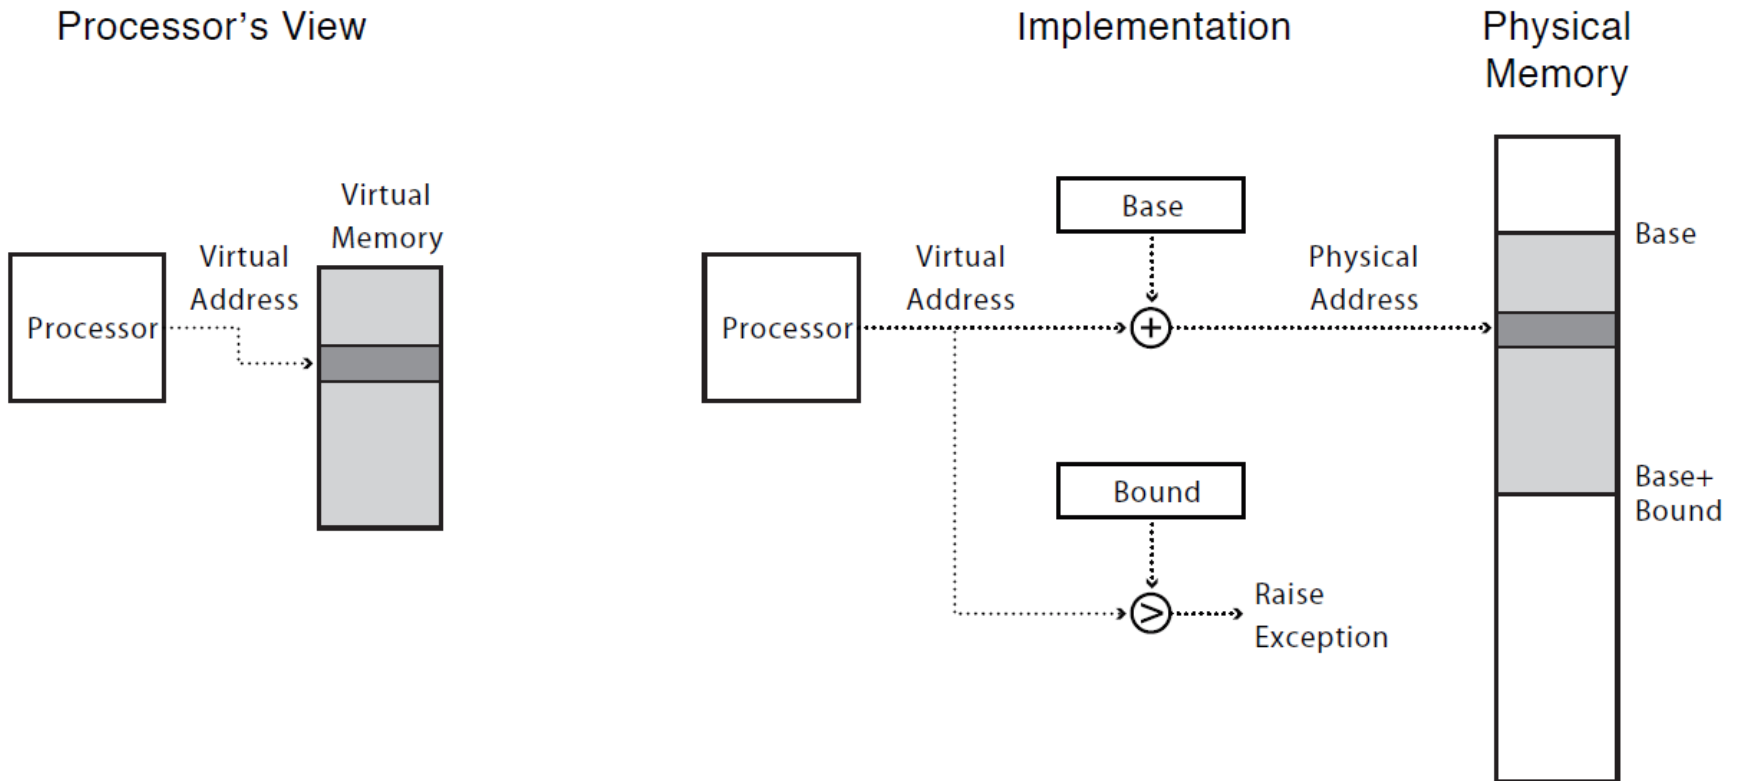 Processor’s View
Virtual
Memory
Virtual
Address
Processor
Implementation
Base
Virtual
Address
Processor
+
Physical
Address
Bound
>
Raise
Exception
Physical
Memory
Base
Base+
Bound